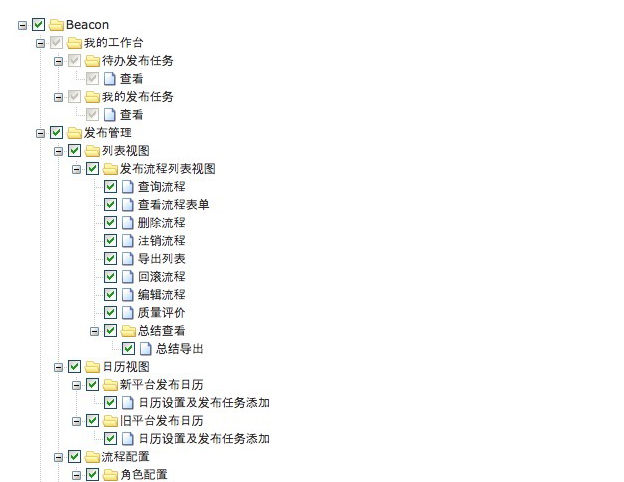 Beacon
我的工作台
待办发布任务
查看
我的发布任务
查看
发布管理
列表视图
发布流程列表视图
查询流程
查看流程表单
删除流程
注销流程
导出列表
回滚流程
编辑流程
质量评价
总结查看
总结导出
日历视图
新平台发布日历
日历设置及发布任务添加
旧平台发布日历
日历设置及发布任务添加
流程配置
角色配置